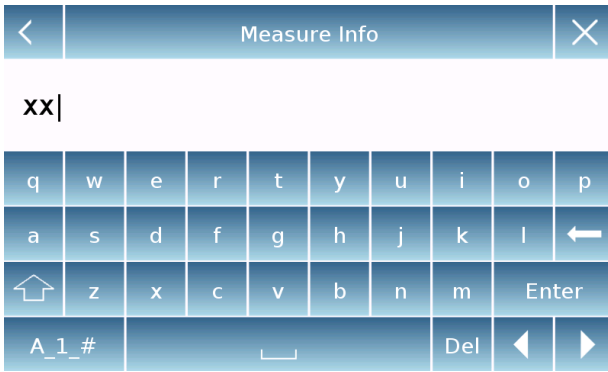 Measure Info
xx
q w e r t y u i o p
a s d f g h j k l
z x c v b n m Enter
A_1_# Del